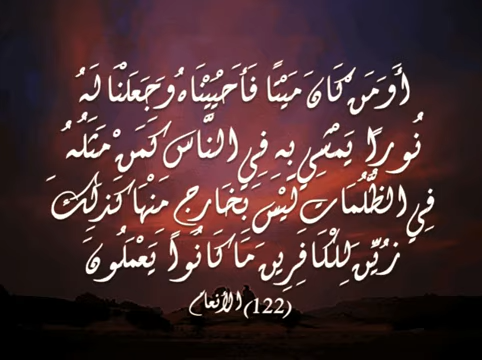 أَوَمَن كَانَ مَيْتًا فَأَحْيَيْنَاهُ وَجَعَلْنَا لَهُ
نُورًا يَمْشِي بِهِ فِي النَّاسِ كَمَن مَّثَلُهُ
فِي الظُّلُمَاتِ لَيْسَ بِخَارِجٍ مِّنْهَا كَذَلِكَ
زُيِّنَ لِلْكَافِرِينَ مَا كَانُواْ يَعْمَلُونَ
(122) الأنعام